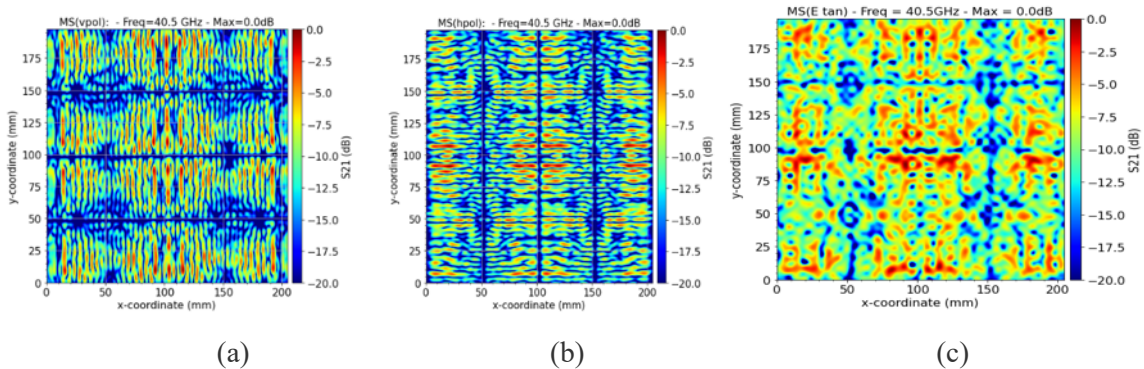 MS(vpol):  - Freq=40.5 GHz - Max=0.0dB
175
150
125
100
75
50
25
0
y-coordinate (mm)
0 50 100 150 200
x-coordinate (mm)
0.0
−2.5
−5.0
−7.5
−10.0
−12.5
−15.0
−17.5
−20.0
S21 (dB)
(a)
MS(hpol):  - Freq=40.5 GHz - Max=0.0dB
175
150
125
100
75
50
25
0
y-coordinate (mm)
0 50 100 150 200
x-coordinate (mm)
0.0
−2.5
−5.0
−7.5
−10.0
−12.5
−15.0
−17.5
−20.0
S21 (dB)
(b)
MS(E tan) - Freq = 40.5GHz - Max = 0.0dB
175
150
125
100
75
50
25
0
y-coordinate (mm)
0 50 100 150 200
x-coordinate (mm)
0.0
−2.5
−5.0
−7.5
−10.0
−12.5
−15.0
−17.5
−20.0
S21 (dB)
(c)